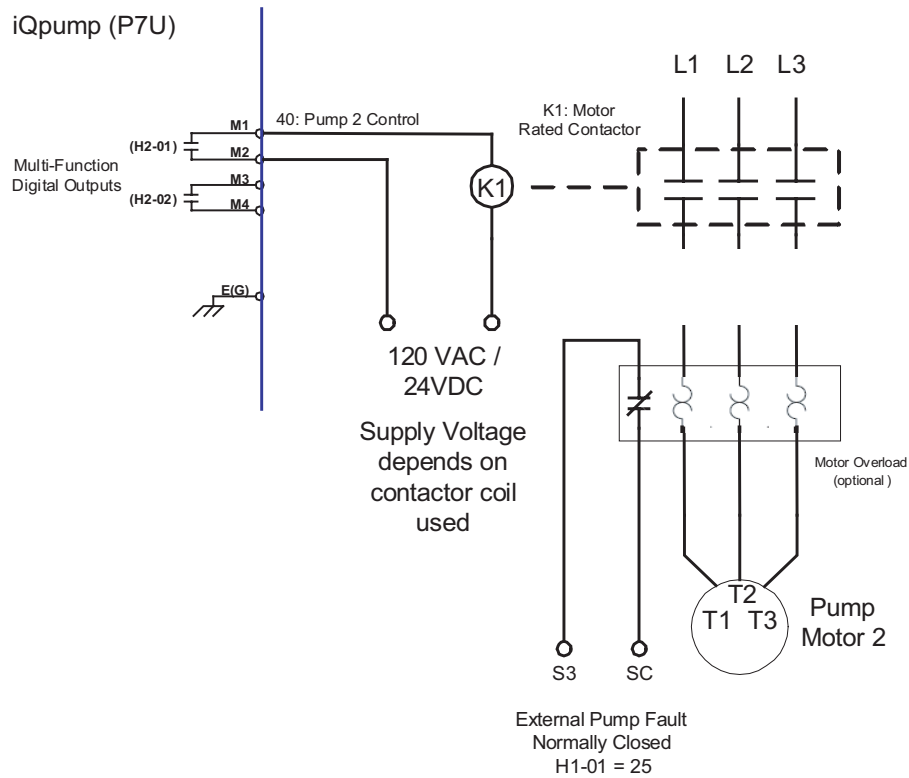 iQpump (P7U)
L1 L2 L3
K1: Motor
Rated Contactor
M1
40: Pump 2 Control
(H2-01)
M2
Multi-Function
Digital Outputs
M3
(H2-02)
M4
K1
E(G)
120 VAC /
24VDC
Supply Voltage
depends on
contactor coil
used
Motor Overload
(optional )
T2
T1 T3
Pump
Motor 2
S3 SC
External Pump Fault
Normally Closed
H1-01 = 25